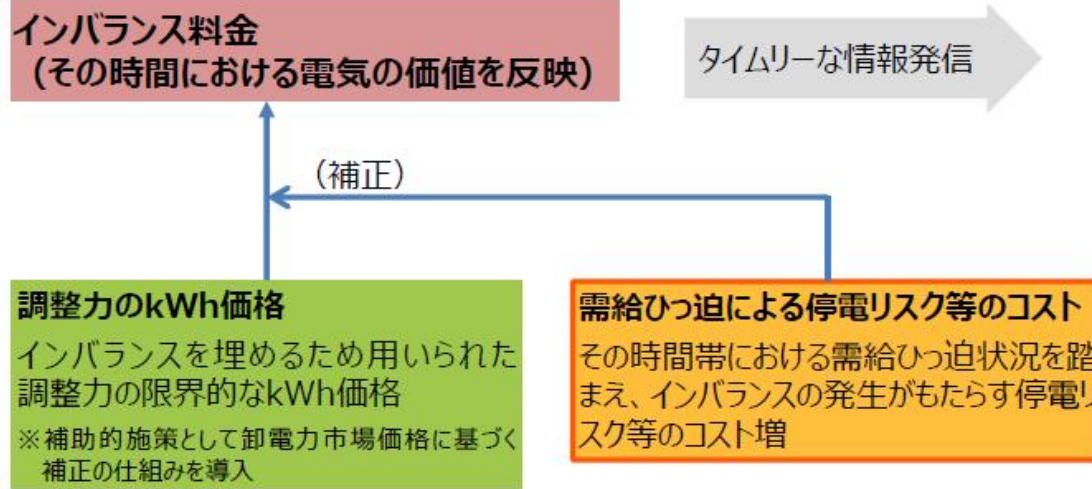 インバランス料金
（その時間における電気の価値を反映）
タイムリーな情報発信
（補正）
調整力のkWh価格
インバランスを埋めるため用いられた
調整力の限界的なkWh価格
※補助的施策として卸電力市場価格に基づく
補正の仕組みを導入
需給ひっ迫による停電リスク等のコスト
その時間帯における需給ひっ迫状況を踏
まえ、インバランスの発生がもたらす停電リ
スク等のコスト増